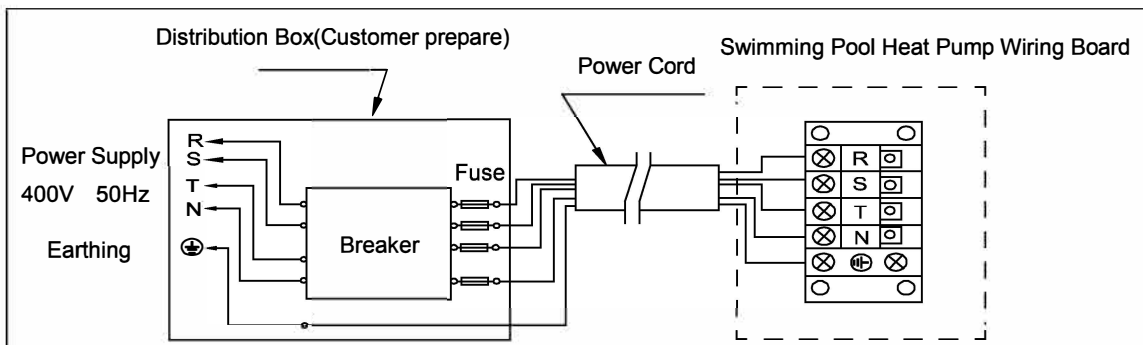 Distribution Box(Customer prepare)
Swimming Pool Heat Pump Wiring Board
Power Cord
Power Supply
400V 50Hz
Earthing
R
S
T
N
Breaker
Fuse
R
S
T
N